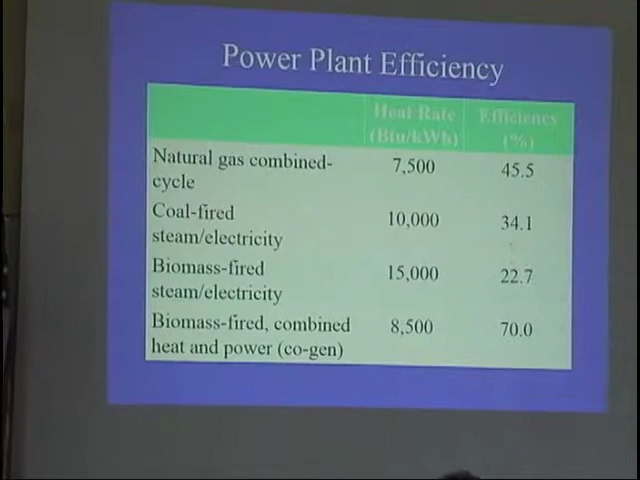 Power Plant Efficiency
Heat Rate Efficiency
(Btu/kWh) (%)
Natural gas combined- 7,500 45.5
cycle
Coal-fired 10,000 34.1
steam/electricity
Biomass-fired 15,000 22.7
steam/electricity
Biomass-fired, combined 8,500 70.0
heat and power (co-gen)